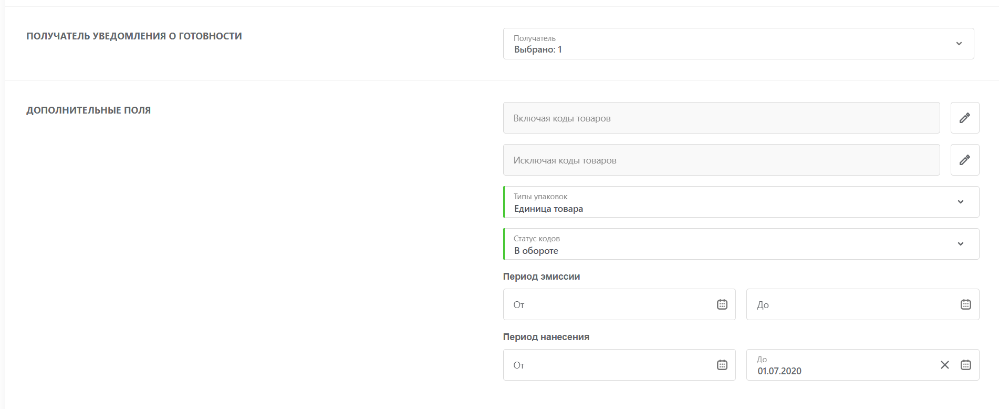 ПОЛУЧАТЕЛЬ УВЕДОМЛЕНИЯ О ГОТОВНОСТИ
Получатель
Выбрано: 1
ДОПОЛНИТЕЛЬНЫЕ ПОЛЯ
Включая коды товаров
Исключая коды товаров
Типы упаковок
Единица товара
Статус кодов
В обороте
Период эмиссии
От
До
Период нанесения
От
До
01.07.2020